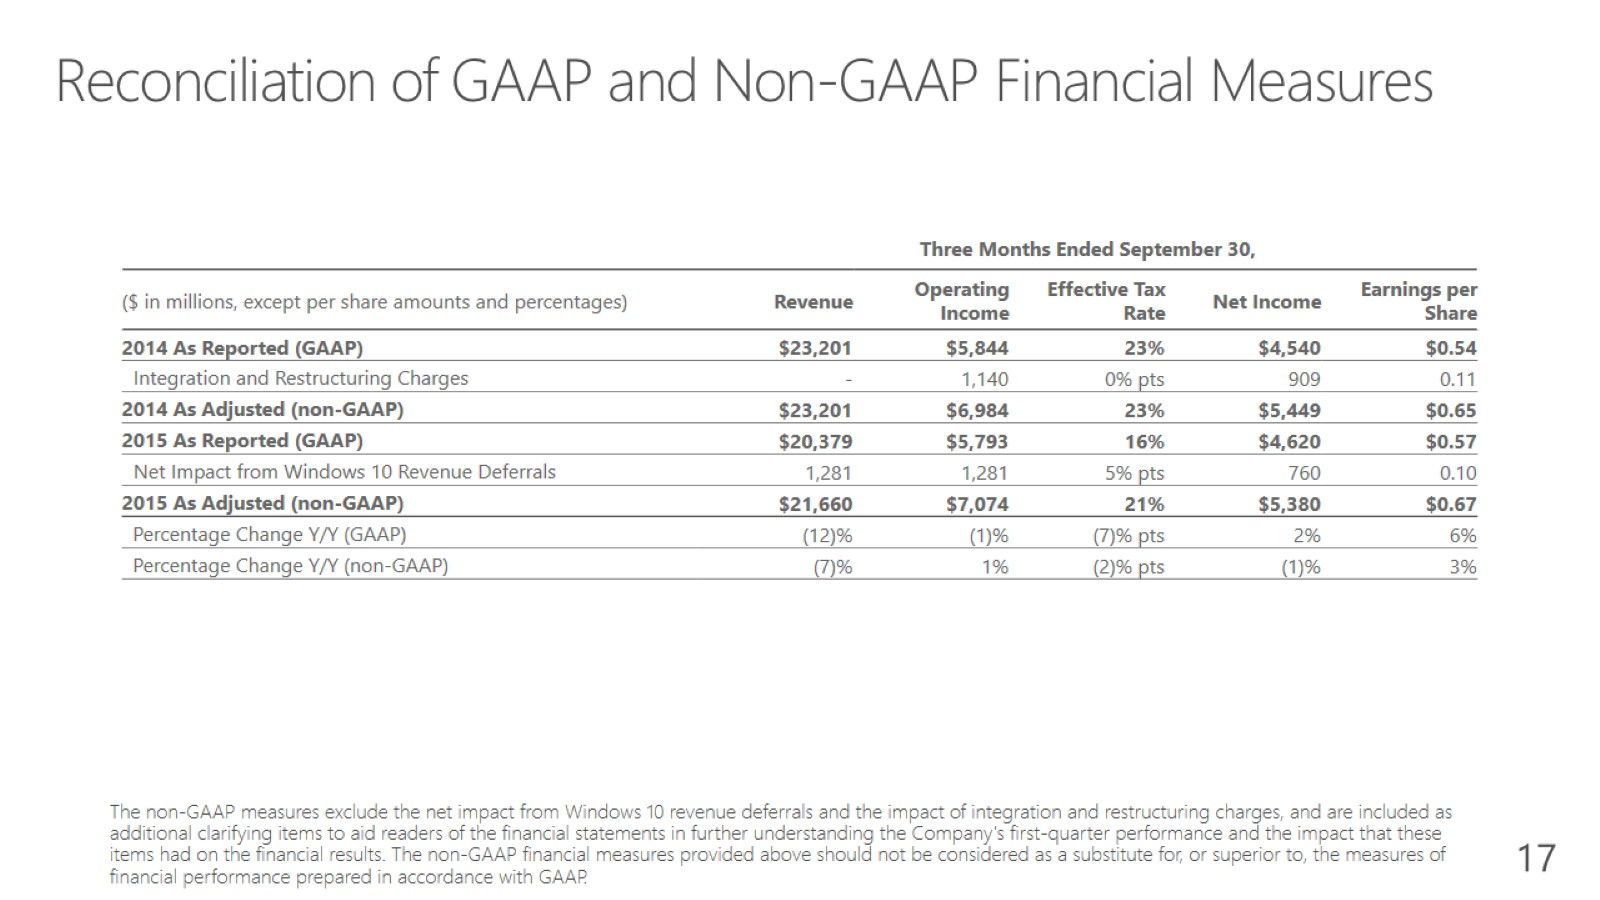 Reconciliation of GAAP and Non-GAAP Financial Measures
Three Months Ended September 30,
($ in millions, except per share amounts and percentages) Revenue Operating Income Effective Tax Rate Net Income Earnings per Share
2014 As Reported (GAAP) $23,201 $5,844 23% $4,540 $0.54
Integration and Restructuring Charges - 1,140 0% pts 909 0.11
2014 As Adjusted (non-GAAP) $23,201 $6,984 23% $5,449 $0.65
2015 As Reported (GAAP) $20,379 $5,793 16% $4,620 $0.57
Net Impact from Windows 10 Revenue Deferrals 1,281 1,281 5% pts 760 0.10
2015 As Adjusted (non-GAAP) $21,660 $7,074 21% $5,380 $0.67
Percentage Change Y/Y (GAAP) (12)% (1)% (7)% pts 2% 6%
Percentage Change Y/Y (non-GAAP) (7)% 1% (2)% pts (1)% 3%
The non-GAAP measures exclude the net impact from Windows 10 revenue deferrals and the impact of integration and restructuring charges, and are included as
additional clarifying items to aid readers of the financial statements in further understanding the Company's first-quarter performance and the impact that these
items had on the financial results. The non-GAAP financial measures provided above should not be considered as a substitute for, or superior to, the measures of
financial performance prepared in accordance with GAAP.
17